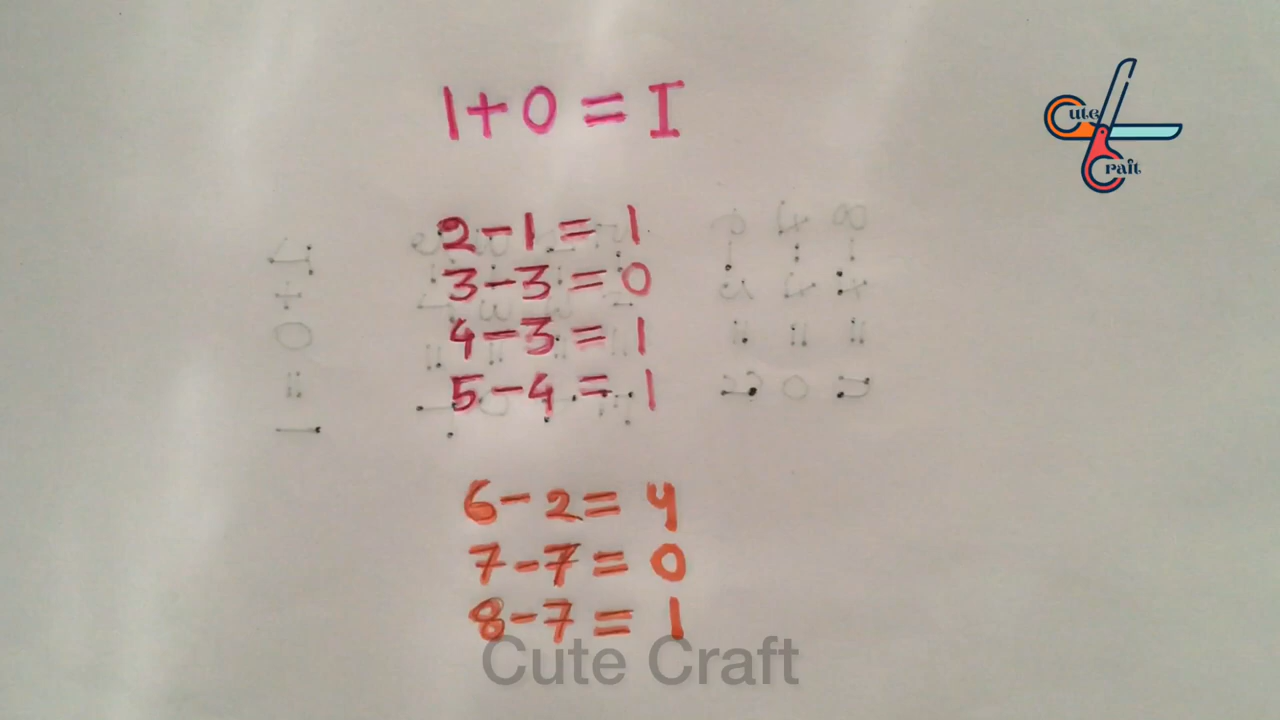 1+0=I
2-1=1
3-3=0
4-3=1
5-4=1
6-2=4
7-7=0
8-7=1
Cute Craft
Cute Craft